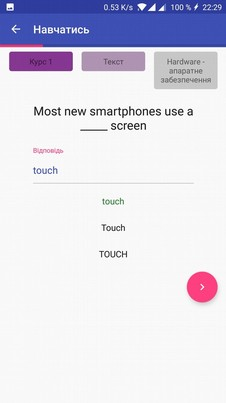 0.53 K/s 100 % 22:29
Навчатись
Курс 1
Текст
Hardware -
апаратне
забезпечення
Most new smartphones use a
_____ screen
Відповідь
touch
touch
Touch
TOUCH